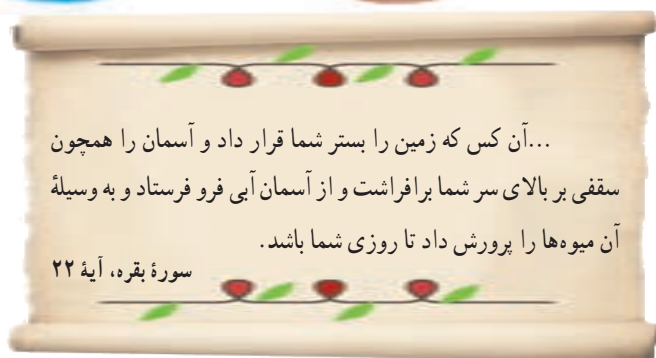 ...آن کس که زمین را بستر شما قرار داد و آسمان را همچون
سقفی بر بالای سر شما برافراشت و از آسمان آبی فرو فرستاد و به وسیلهٔ
آن میوه‌ها را پرورش داد تا روزی شما باشد.
سورهٔ بقره، آیهٔ ۲۲